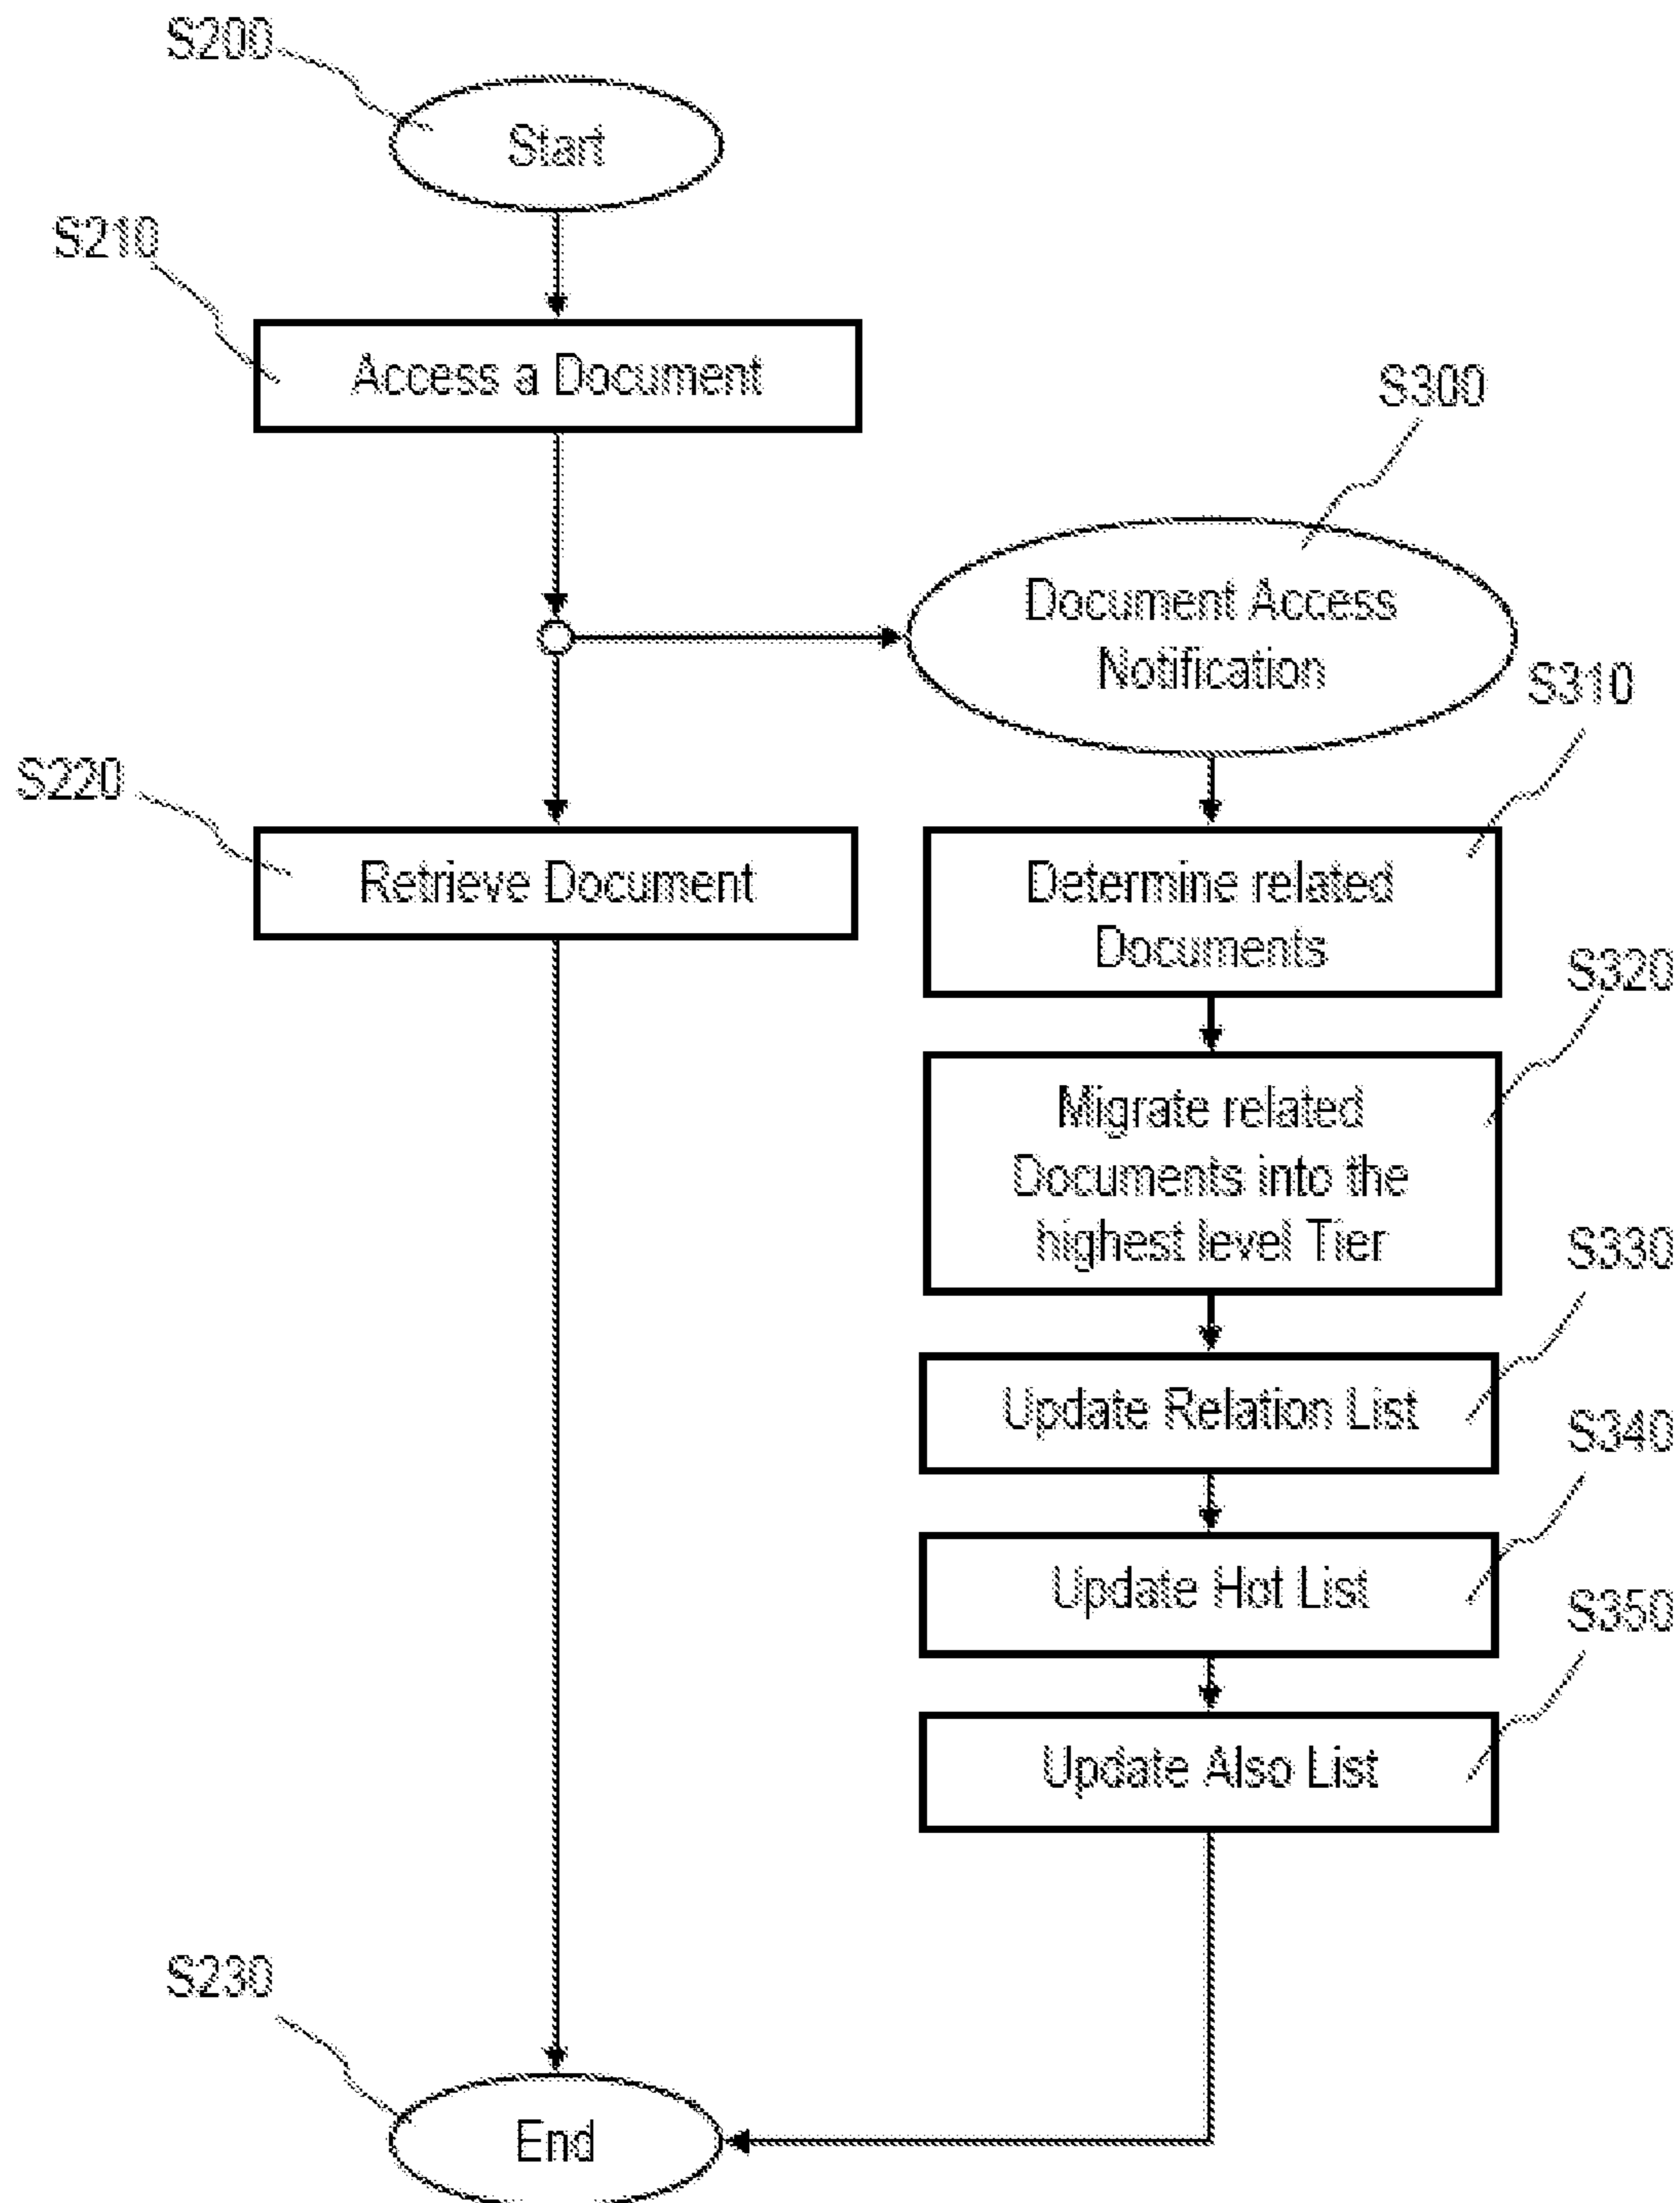 S200
Start
S210
Access a Document
S300
Document Access
Notification
S310
S220
Retrieve Document
Determine related
Documents
S320
Migrate related
Documents into the
highest level Tier
S330
Update Relation List
S340
Update Hot List
S350
Update Also List
S230
End